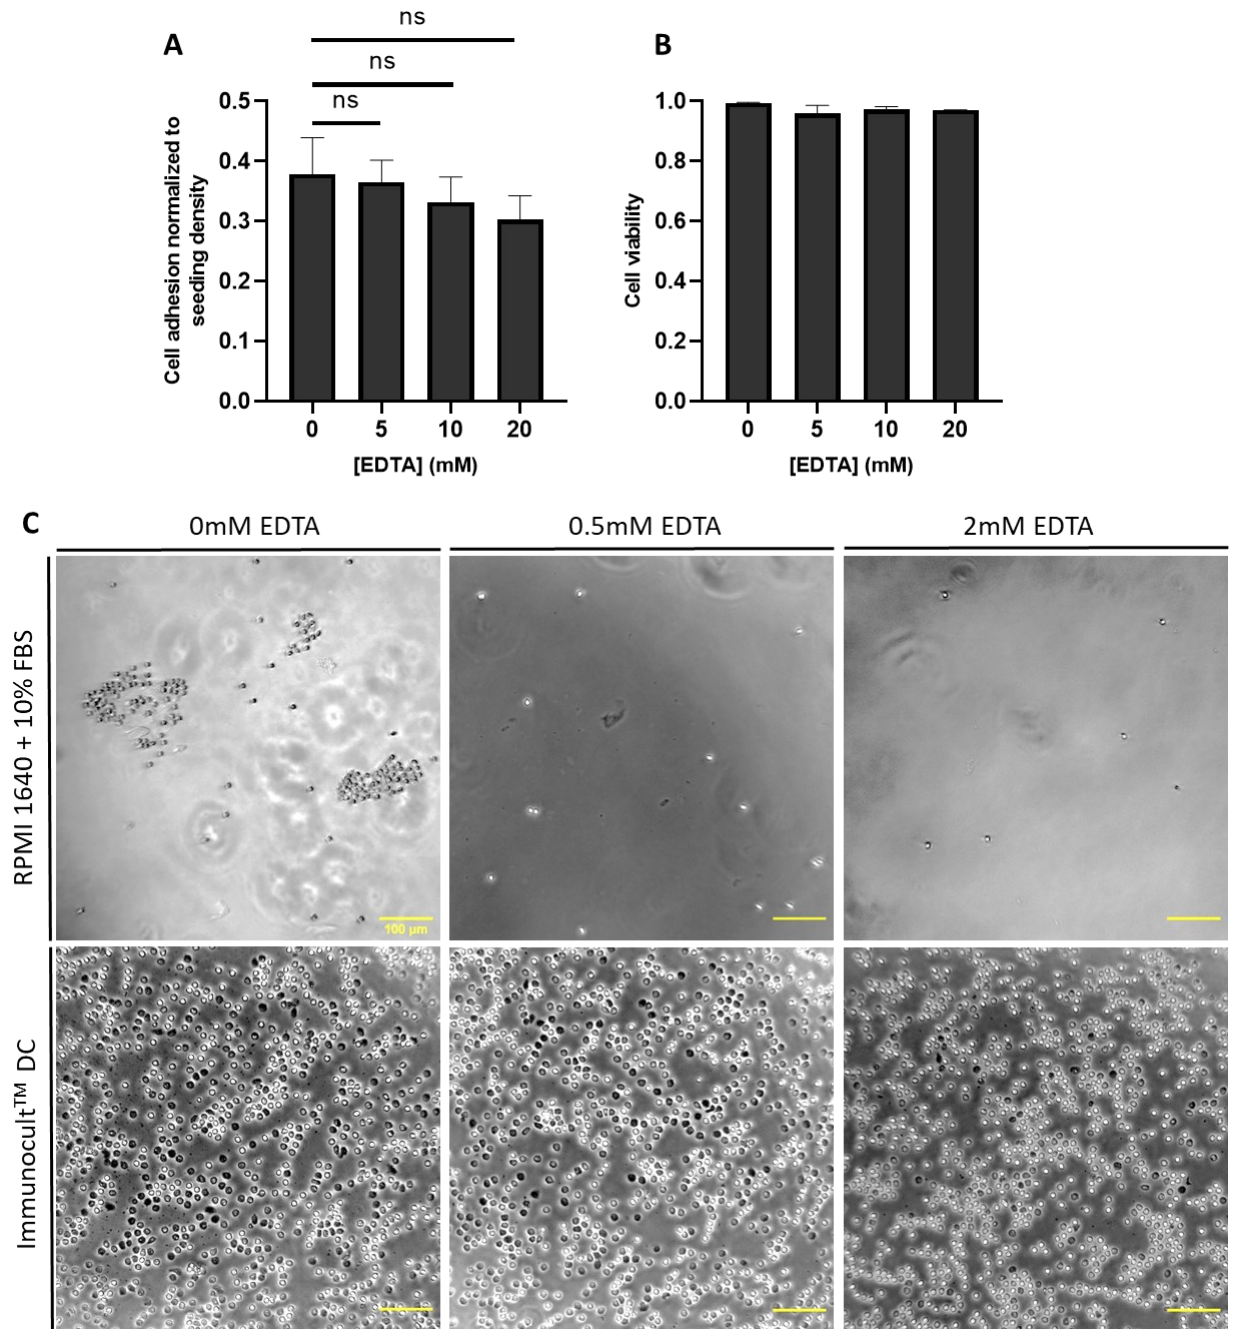 A
ns
ns
ns
0.5
0.4
0.3
0.2
0.1
0.0
Cell adhesion normalized to
seeding density
0 5 10 20
[EDTA] (mM)
B
1.0
0.8
0.6
0.4
0.2
0.0
Cell viability
0 5 10 20
[EDTA] (mM)
C
0mM EDTA 0.5mM EDTA 2mM EDTA
RPMI 1640 + 10% FBS
100 µm
Immunocult™ DC